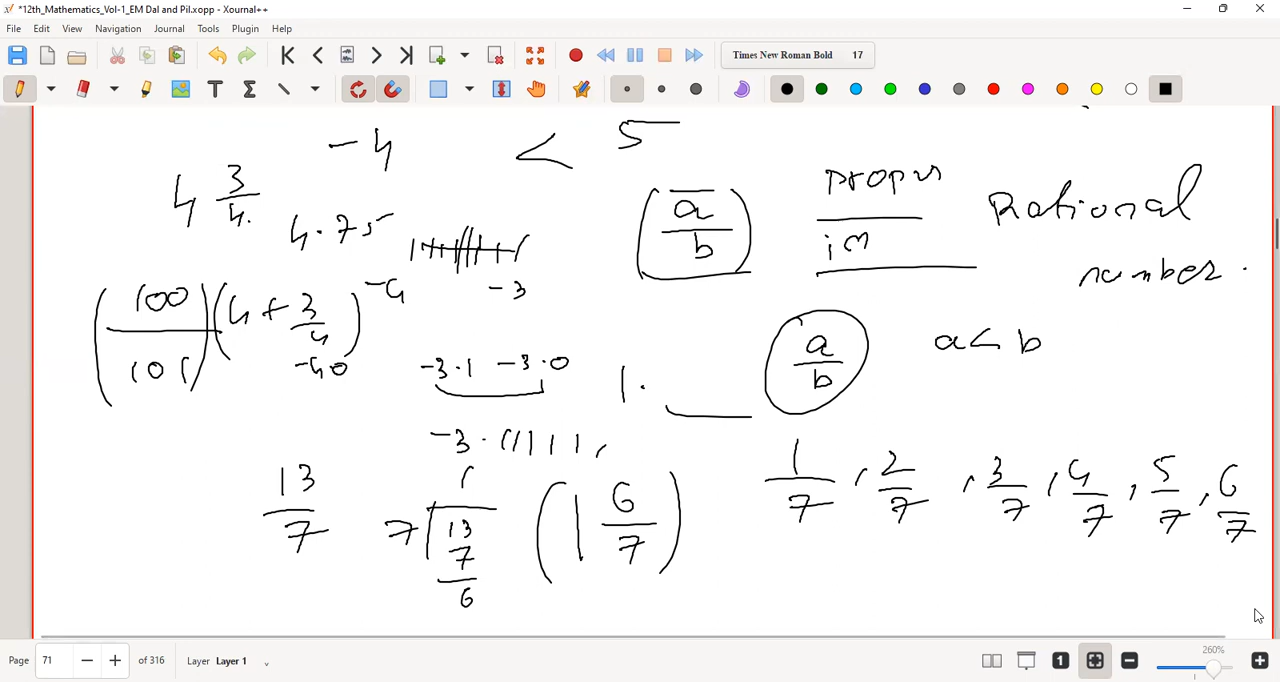 *12th_Mathematics_Vol-1_EM Dal and Pil.xopp - Xournal++
File Edit View Navigation Journal Tools Plugin Help
Times New Roman Bold 17
-4 < 5
4 3/4
4.75
-4 -3
a/b
proper
im
Rational
number.
(100/101) (4 + 3/4)
-40
-3.1 -3.0
-3.11111,
1.
a/b a<b
13/7
1
7 13
7
6
(1 6/7)
1/7, 2/7, 3/7, 4/7, 5/7, 6/7
Page 71 of 316 Layer Layer 1 260%